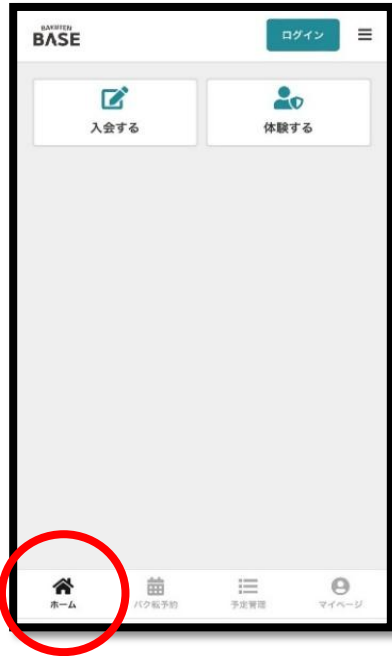 BAKUTEN
BASE
ログイン
入会する
体験する
ホーム
バク転予約
予定管理
マイページ